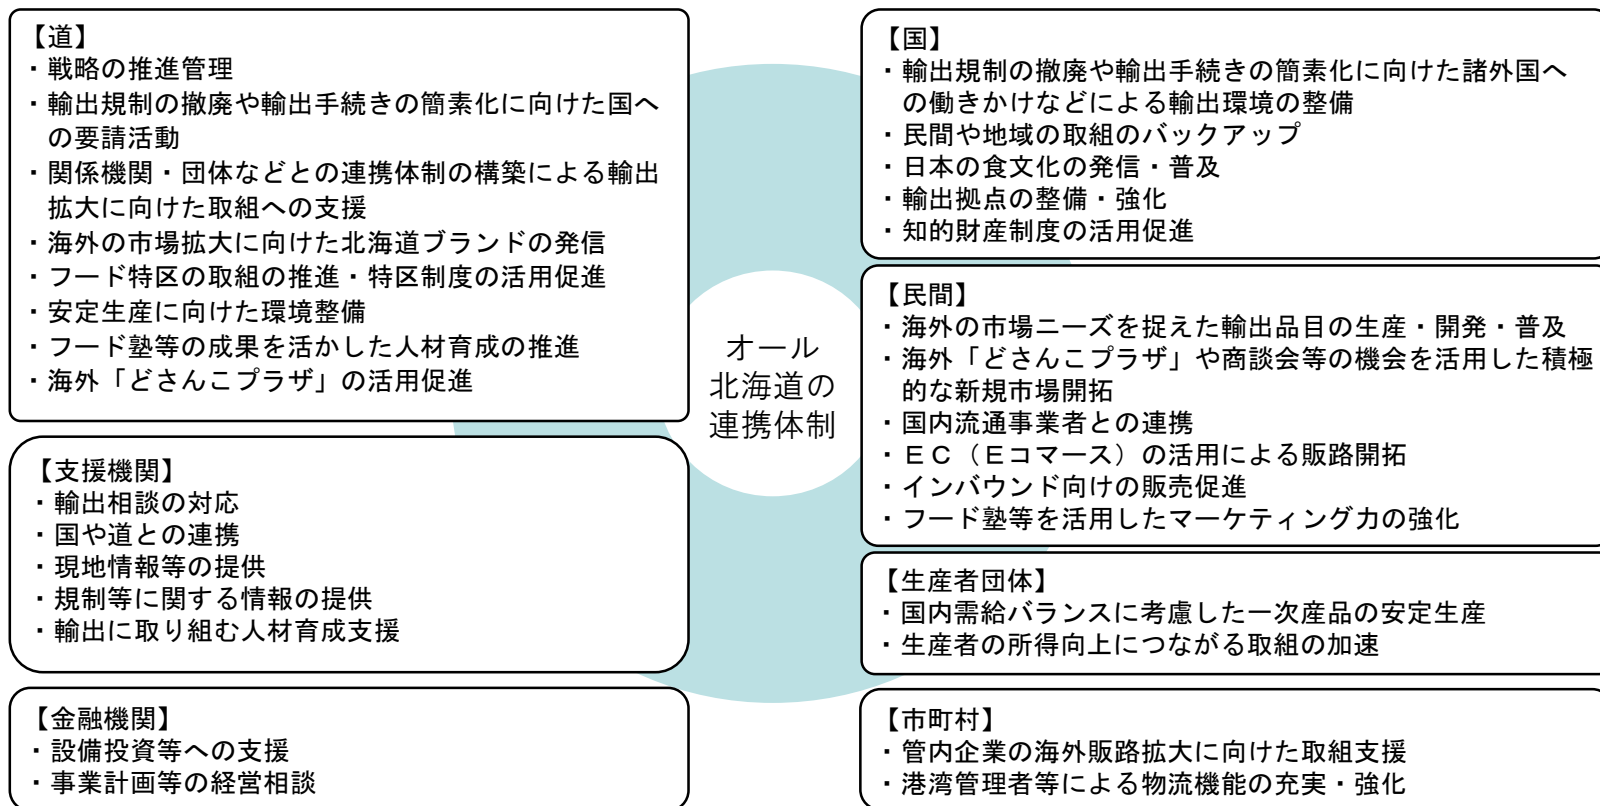 【道】
・戦略の推進管理
・輸出規制の撤廃や輸出手続きの簡素化に向けた国へ
の要請活動
・関係機関・団体などとの連携体制の構築による輸出
拡大に向けた取組への支援
・海外の市場拡大に向けた北海道ブランドの発信
・フード特区の取組の推進・特区制度の活用促進
・安定生産に向けた環境整備
・フード塾等の成果を活かした人材育成の推進
・海外「どさんこプラザ」の活用促進
【支援機関】
・輸出相談の対応
・国や道との連携
・現地情報等の提供
・規制等に関する情報の提供
・輸出に取り組む人材育成支援
【金融機関】
・設備投資等への支援
・事業計画等の経営相談
オール
北海道の
連携体制
【国】
・輸出規制の撤廃や輸出手続きの簡素化に向けた諸外国へ
の働きかけなどによる輸出環境の整備
・民間や地域の取組のバックアップ
・日本の食文化の発信・普及
・輸出拠点の整備・強化
・知的財産制度の活用促進
【民間】
・海外の市場ニーズを捉えた輸出品目の生産・開発・普及
・海外「どさんこプラザ」や商談会等の機会を活用した積極
的な新規市場開拓
・国内流通事業者との連携
・ＥＣ（Ｅコマース）の活用による販路開拓
・インバウンド向けの販売促進
・フード塾等を活用したマーケティング力の強化
【生産者団体】
・国内需給バランスに考慮した一次産品の安定生産
・生産者の所得向上につながる取組の加速
【市町村】
・管内企業の海外販路拡大に向けた取組支援
・港湾管理者等による物流機能の充実・強化